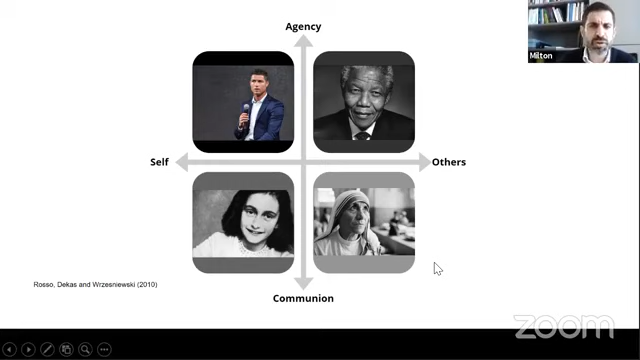 Agency
Milton
Self
Others
Rosso, Dekas and Wrzesniewski (2010)
Communion
zoom